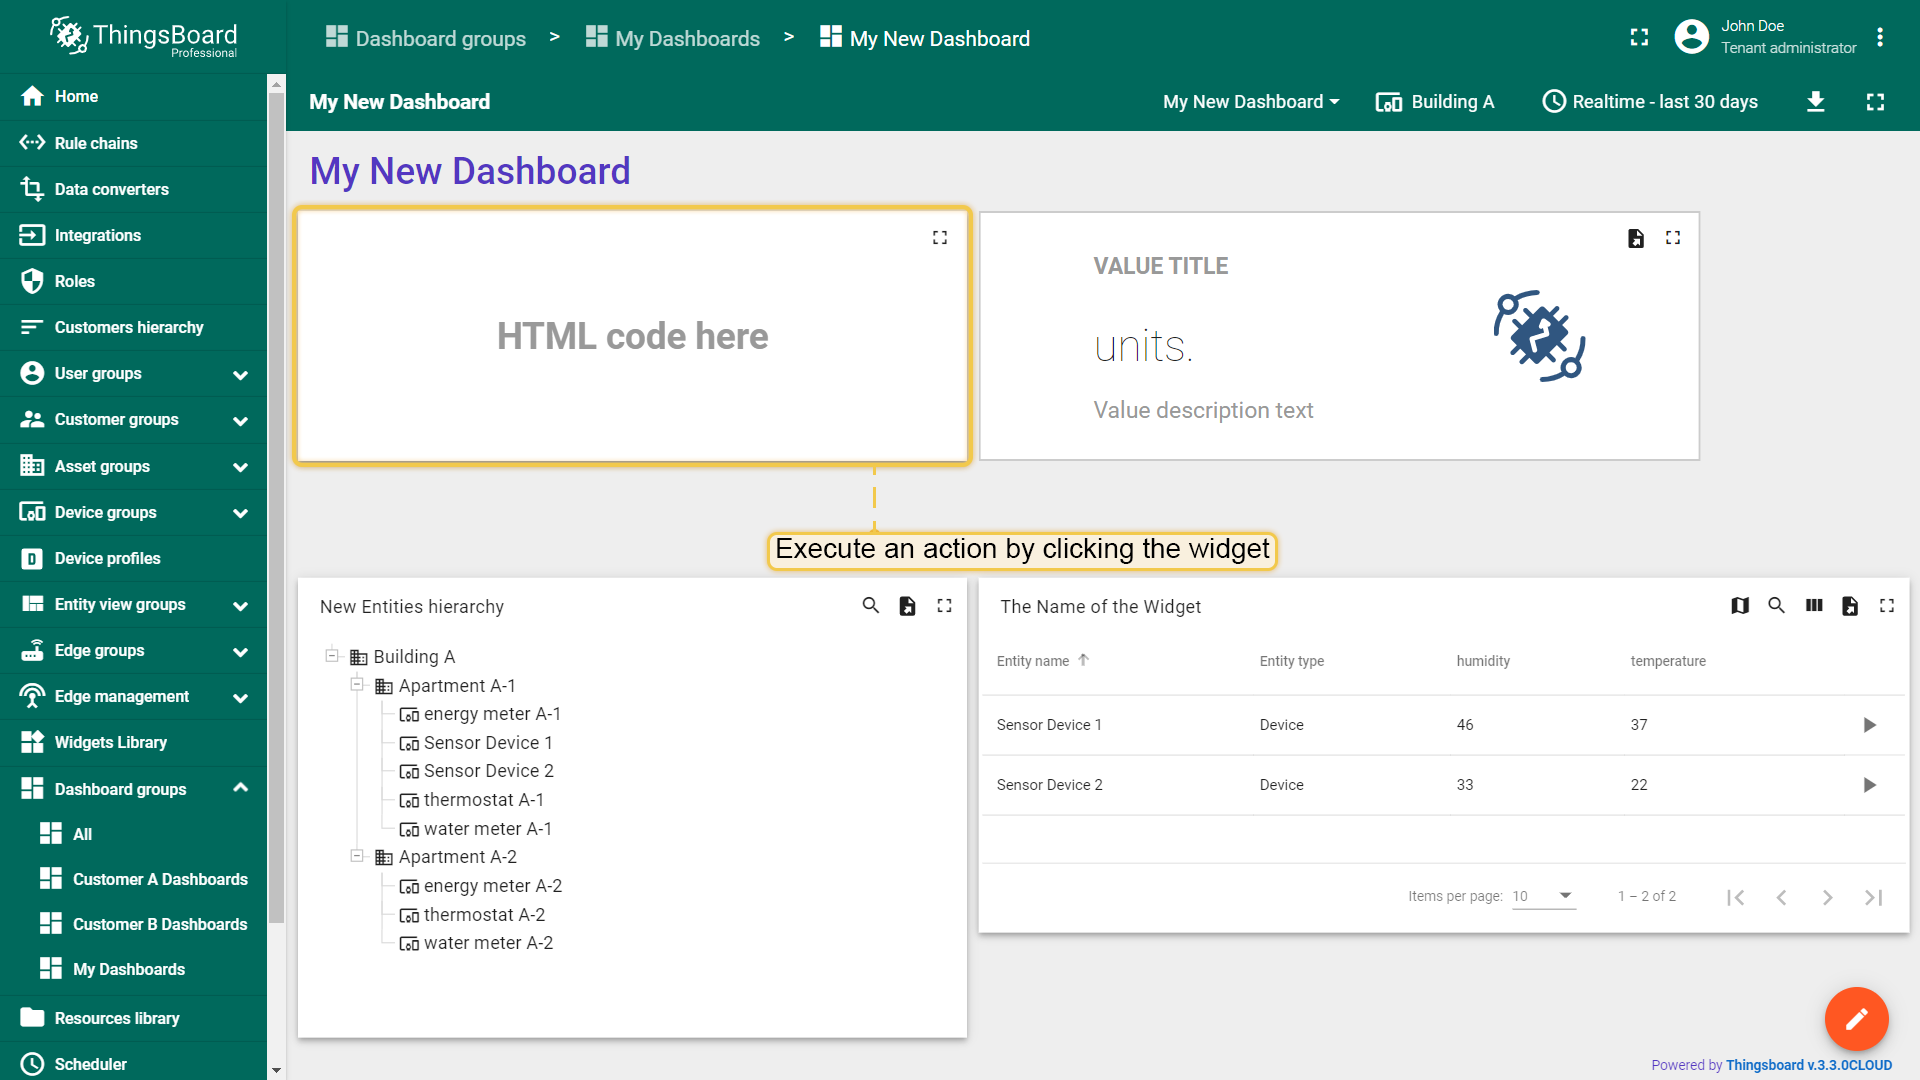 ThingsBoard
Professional
Dashboard groups > My Dashboards > My New Dashboard
John Doe
Tenant administrator
My New Dashboard
My New Dashboard
Building A
Realtime - last 30 days
Home
Rule chains
Data converters
Integrations
Roles
Customers hierarchy
User groups
Customer groups
Asset groups
Device groups
Device profiles
Entity view groups
Edge groups
Edge management
Widgets Library
Dashboard groups
All
Customer A Dashboards
Customer B Dashboards
My Dashboards
Resources library
Scheduler
My New Dashboard
HTML code here
VALUE TITLE
units.
Value description text
Execute an action by clicking the widget
New Entities hierarchy
Building A
Apartment A-1
energy meter A-1
Sensor Device 1
Sensor Device 2
thermostat A-1
water meter A-1
Apartment A-2
energy meter A-2
thermostat A-2
water meter A-2
The Name of the Widget
Entity name Entity type humidity temperature
Sensor Device 1 Device 46 37
Sensor Device 2 Device 33 22
Items per page: 10 1 – 2 of 2
Powered by Thingsboard v.3.3.0CLOUD